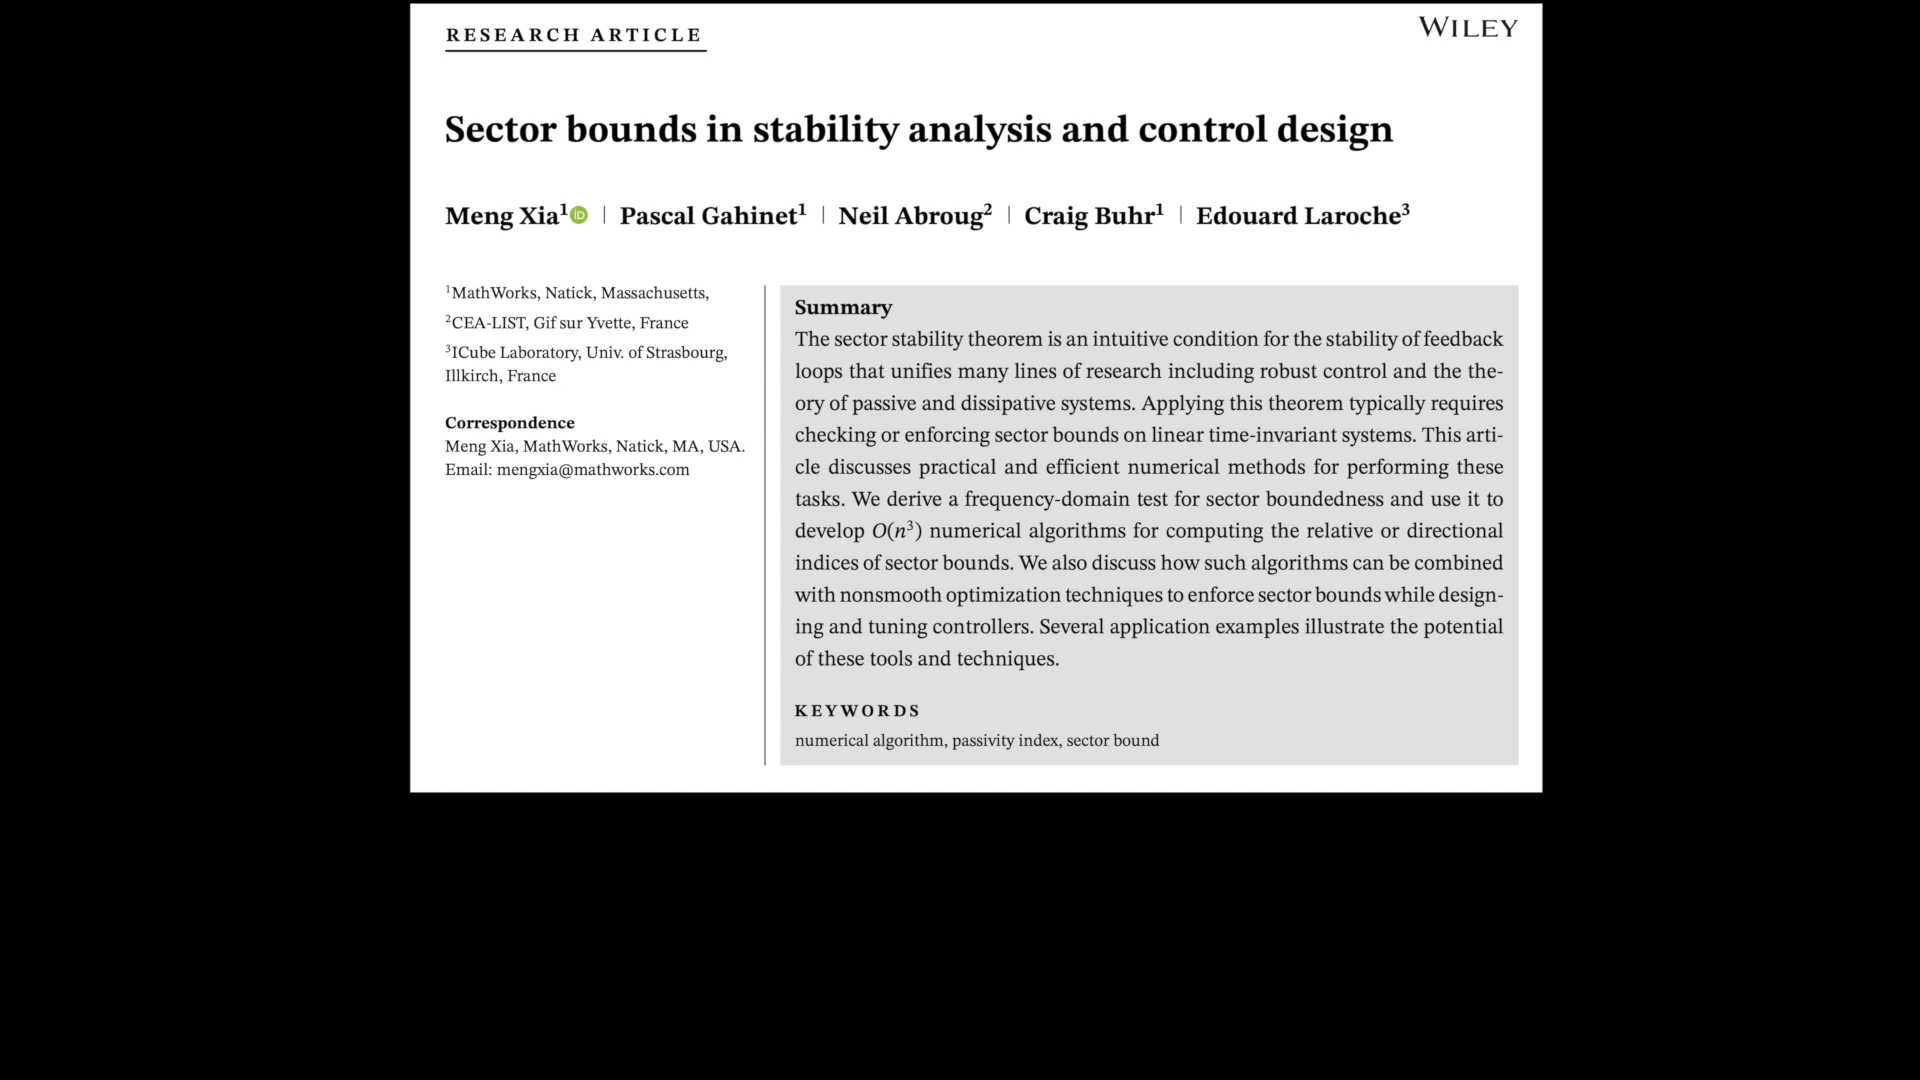 RESEARCH ARTICLE
WILEY
Sector bounds in stability analysis and control design
Meng Xia¹ iD | Pascal Gahinet¹ | Neil Abroug² | Craig Buhr¹ | Edouard Laroche³
¹MathWorks, Natick, Massachusetts,
²CEA-LIST, Gif sur Yvette, France
³ICube Laboratory, Univ. of Strasbourg,
Illkirch, France
Correspondence
Meng Xia, MathWorks, Natick, MA, USA.
Email: mengxia@mathworks.com
Summary
The sector stability theorem is an intuitive condition for the stability of feedback
loops that unifies many lines of research including robust control and the the-
ory of passive and dissipative systems. Applying this theorem typically requires
checking or enforcing sector bounds on linear time-invariant systems. This arti-
cle discusses practical and efficient numerical methods for performing these
tasks. We derive a frequency-domain test for sector boundedness and use it to
develop O(n³) numerical algorithms for computing the relative or directional
indices of sector bounds. We also discuss how such algorithms can be combined
with nonsmooth optimization techniques to enforce sector bounds while design-
ing and tuning controllers. Several application examples illustrate the potential
of these tools and techniques.
KEYWORDS
numerical algorithm, passivity index, sector bound